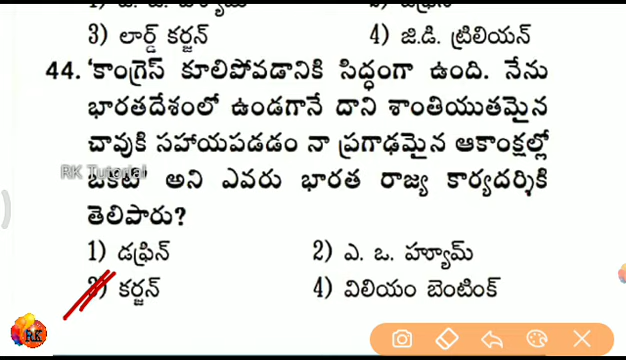 3) లార్డ్ కర్జన్ 4) జి.డి. ట్రిలియన్
44. 'కాంగ్రెస్ కూలిపోవడానికి సిద్ధంగా ఉంది. నేను
భారతదేశంలో ఉండగానే దాని శాంతియుతమైన
చావుకి సహాయపడడం నా ప్రగాఢమైన ఆకాంక్షల్లో
ఒకటి' అని ఎవరు భారత రాజ్య కార్యదర్శికి
RK Tutorial
తెలిపారు?
1) డఫ్రిన్ 2) ఎ. ఒ. హ్యూమ్
3) కర్జన్ 4) విలియం బెంటింక్
RK